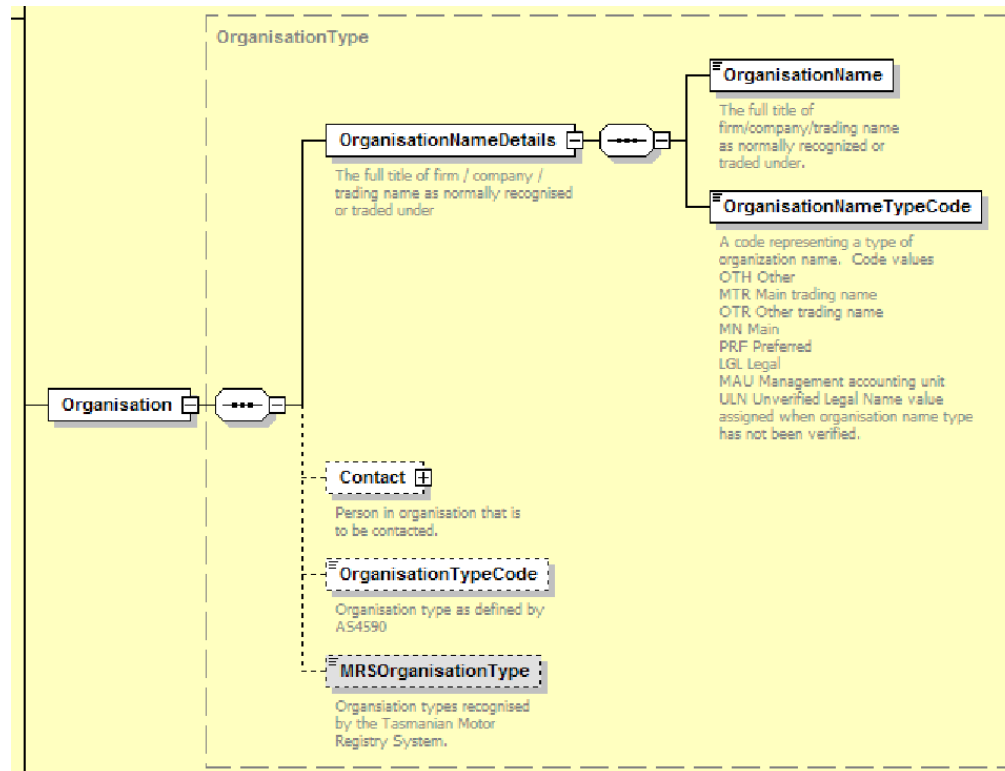 OrganisationType
OrganisationName
The full title of
firm/company/trading name
as normally recognized or
traded under.
OrganisationNameDetails
The full title of firm / company /
trading name as normally recognised
or traded under
OrganisationNameTypeCode
A code representing a type of
organization name. Code values
OTH Other
MTR Main trading name
OTR Other trading name
MN Main
PRF Preferred
LGL Legal
MAU Management accounting unit
ULN Unverified Legal Name value
assigned when organisation name type
has not been verified.
Organisation
Contact
Person in organisation that is
to be contacted.
OrganisationTypeCode
Organisation type as defined by
AS4590
MRSOrganisationType
Organsiation types recognised
by the Tasmanian Motor
Registry System.